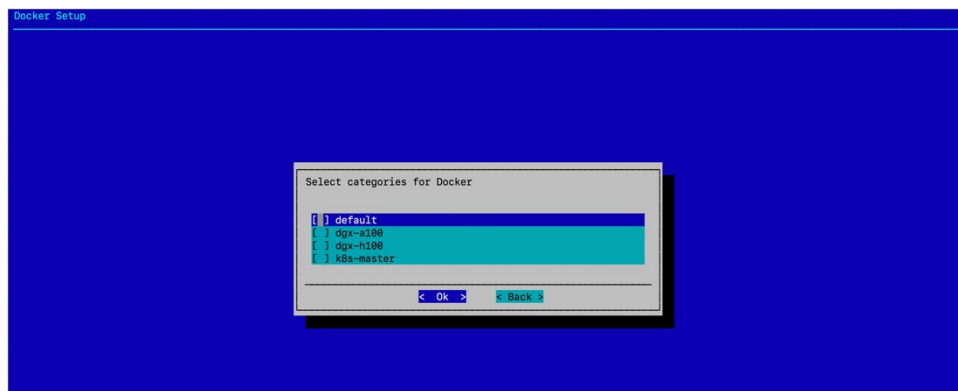 Docker Setup
Select categories for Docker
[ ] default
[ ] dgx-a100
[ ] dgx-h100
[ ] k8s-master
< Ok > < Back >